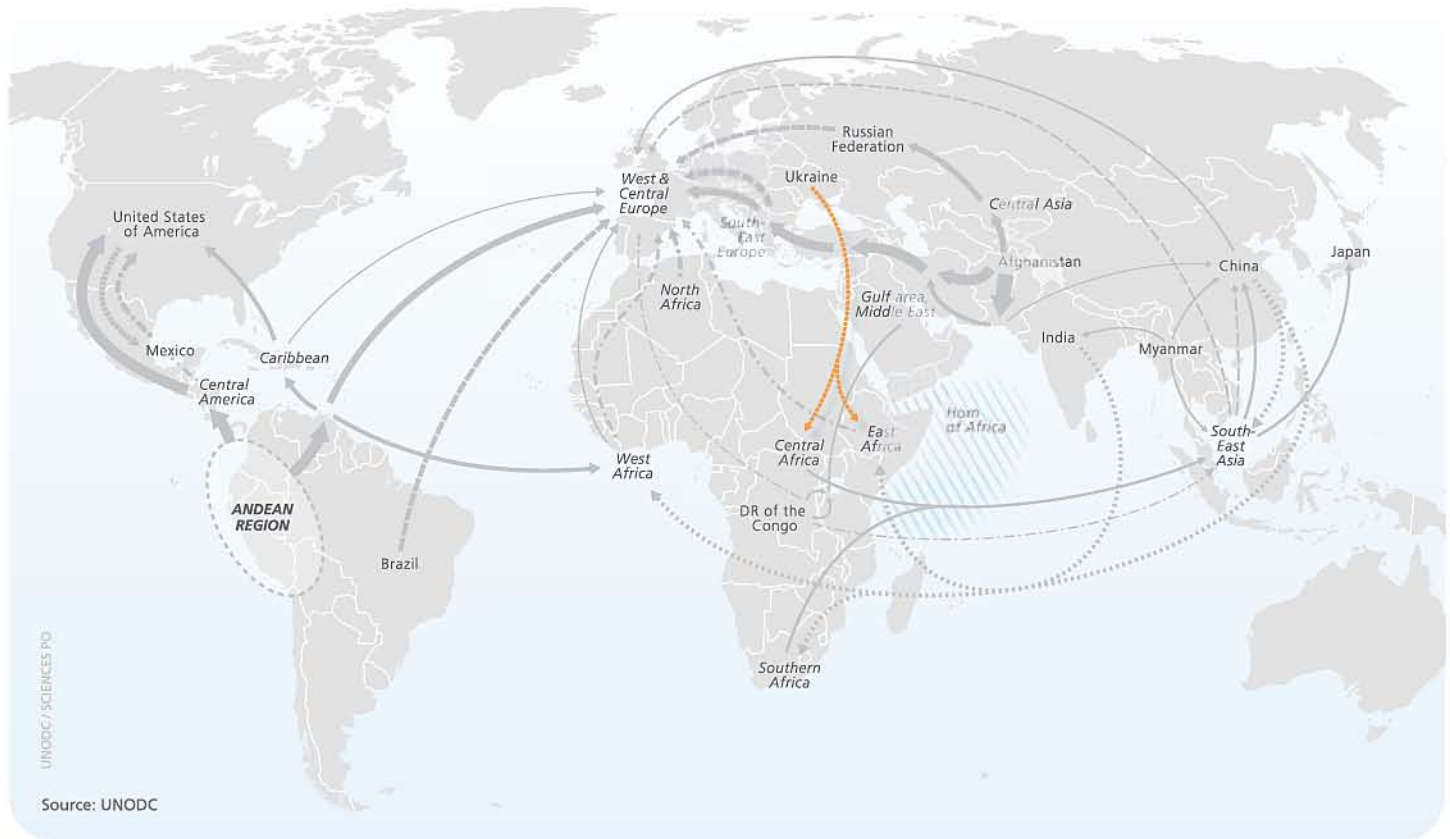 Russian
Federation
Ukraine
West &
Central
Europe
Central Asia
United States
of America
South-
East
Europe
Afghanistan
Japan
China
North
Africa
Gulf area,
Middle East
India
Myanmar
Mexico
Caribbean
Central
America
Horn
of Africa
East
Africa
Central
Africa
South-
East
Asia
West
Africa
ANDEAN
REGION
DR of the
Congo
Brazil
Southern
Africa
UNODC / SCIENCES PO
Source: UNODC